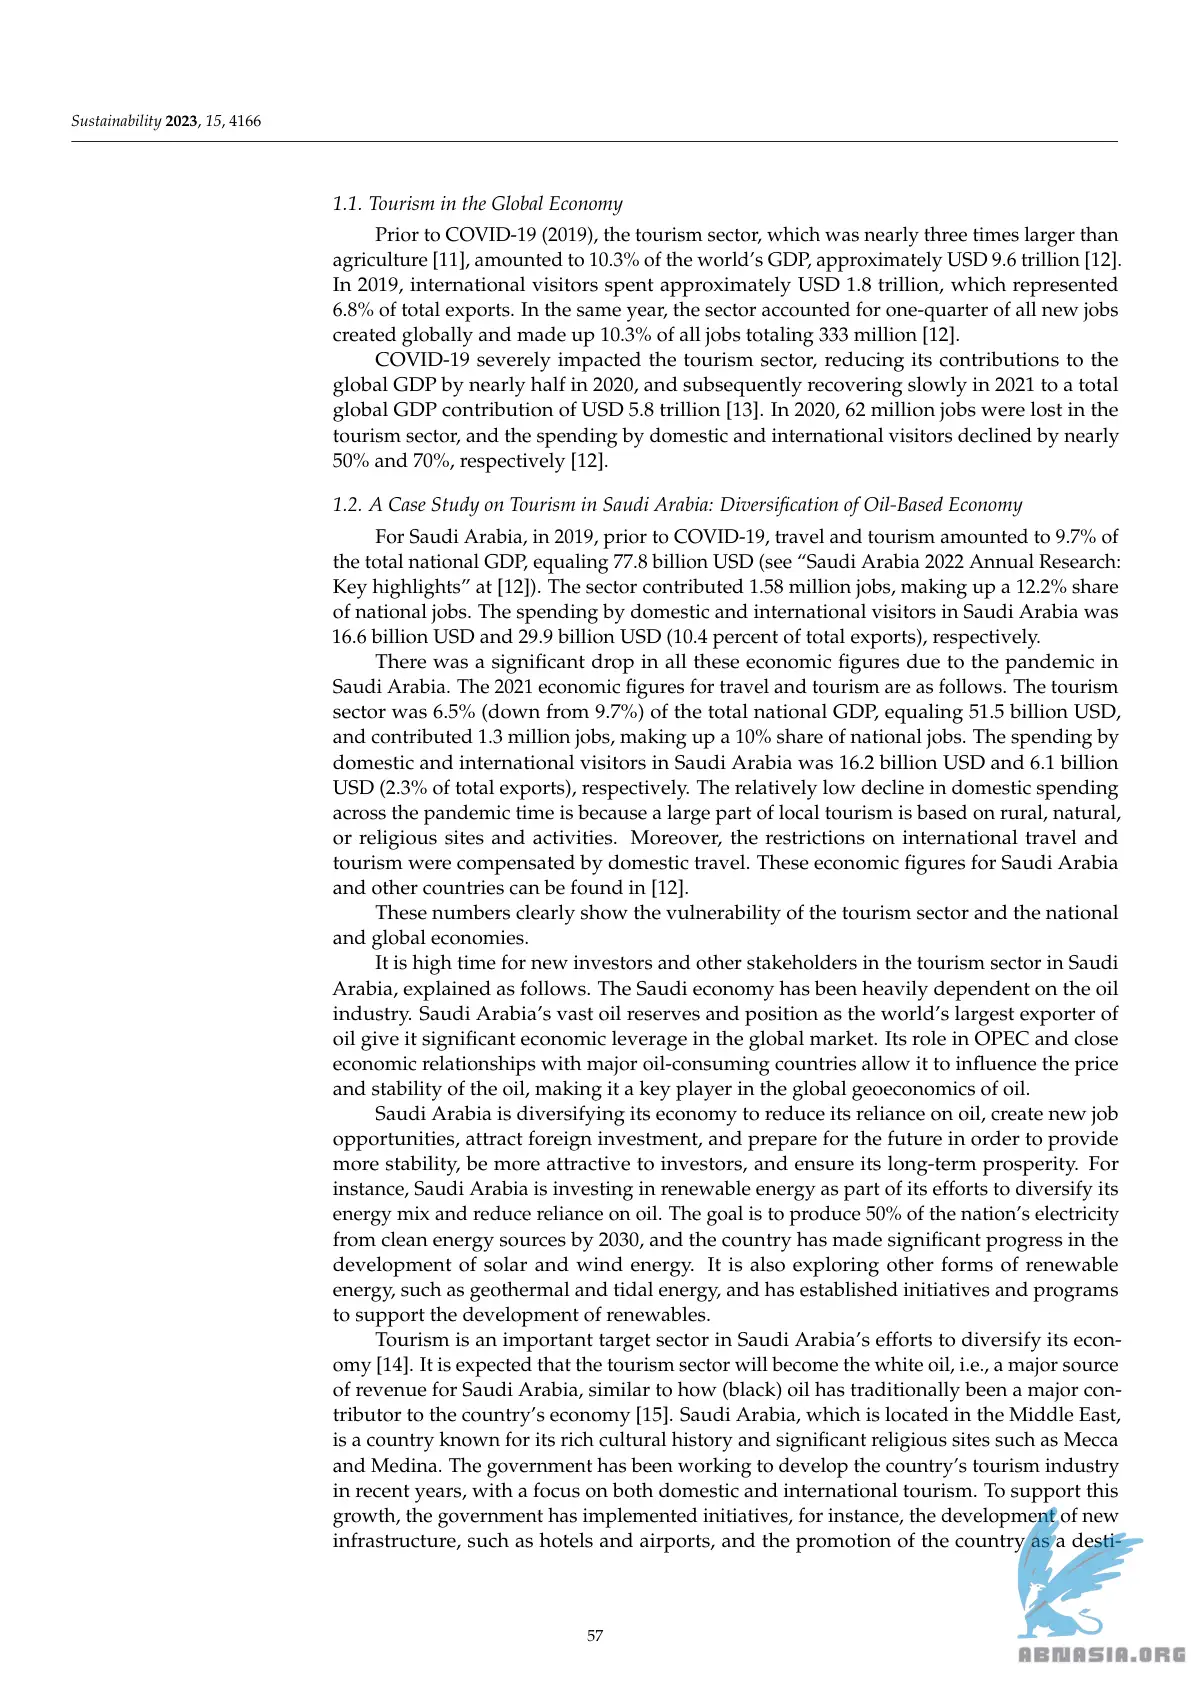 Sustainability 2023, 15, 4166
1.1. Tourism in the Global Economy
Prior to COVID-19 (2019), the tourism sector, which was nearly three times larger than
agriculture [11], amounted to 10.3% of the world’s GDP, approximately USD 9.6 trillion [12].
In 2019, international visitors spent approximately USD 1.8 trillion, which represented
6.8% of total exports. In the same year, the sector accounted for one-quarter of all new jobs
created globally and made up 10.3% of all jobs totaling 333 million [12].
COVID-19 severely impacted the tourism sector, reducing its contributions to the
global GDP by nearly half in 2020, and subsequently recovering slowly in 2021 to a total
global GDP contribution of USD 5.8 trillion [13]. In 2020, 62 million jobs were lost in the
tourism sector, and the spending by domestic and international visitors declined by nearly
50% and 70%, respectively [12].
1.2. A Case Study on Tourism in Saudi Arabia: Diversification of Oil-Based Economy
For Saudi Arabia, in 2019, prior to COVID-19, travel and tourism amounted to 9.7% of
the total national GDP, equaling 77.8 billion USD (see “Saudi Arabia 2022 Annual Research:
Key highlights” at [12]). The sector contributed 1.58 million jobs, making up a 12.2% share
of national jobs. The spending by domestic and international visitors in Saudi Arabia was
16.6 billion USD and 29.9 billion USD (10.4 percent of total exports), respectively.
There was a significant drop in all these economic figures due to the pandemic in
Saudi Arabia. The 2021 economic figures for travel and tourism are as follows. The tourism
sector was 6.5% (down from 9.7%) of the total national GDP, equaling 51.5 billion USD,
and contributed 1.3 million jobs, making up a 10% share of national jobs. The spending by
domestic and international visitors in Saudi Arabia was 16.2 billion USD and 6.1 billion
USD (2.3% of total exports), respectively. The relatively low decline in domestic spending
across the pandemic time is because a large part of local tourism is based on rural, natural,
or religious sites and activities. Moreover, the restrictions on international travel and
tourism were compensated by domestic travel. These economic figures for Saudi Arabia
and other countries can be found in [12].
These numbers clearly show the vulnerability of the tourism sector and the national
and global economies.
It is high time for new investors and other stakeholders in the tourism sector in Saudi
Arabia, explained as follows. The Saudi economy has been heavily dependent on the oil
industry. Saudi Arabia’s vast oil reserves and position as the world’s largest exporter of
oil give it significant economic leverage in the global market. Its role in OPEC and close
economic relationships with major oil-consuming countries allow it to influence the price
and stability of the oil, making it a key player in the global geoeconomics of oil.
Saudi Arabia is diversifying its economy to reduce its reliance on oil, create new job
opportunities, attract foreign investment, and prepare for the future in order to provide
more stability, be more attractive to investors, and ensure its long-term prosperity. For
instance, Saudi Arabia is investing in renewable energy as part of its efforts to diversify its
energy mix and reduce reliance on oil. The goal is to produce 50% of the nation’s electricity
from clean energy sources by 2030, and the country has made significant progress in the
development of solar and wind energy. It is also exploring other forms of renewable
energy, such as geothermal and tidal energy, and has established initiatives and programs
to support the development of renewables.
Tourism is an important target sector in Saudi Arabia’s efforts to diversify its econ-
omy [14]. It is expected that the tourism sector will become the white oil, i.e., a major source
of revenue for Saudi Arabia, similar to how (black) oil has traditionally been a major con-
tributor to the country’s economy [15]. Saudi Arabia, which is located in the Middle East,
is a country known for its rich cultural history and significant religious sites such as Mecca
and Medina. The government has been working to develop the country’s tourism industry
in recent years, with a focus on both domestic and international tourism. To support this
growth, the government has implemented initiatives, for instance, the development of new
infrastructure, such as hotels and airports, and the promotion of the country as a desti-
57
ABNASIA.ORG